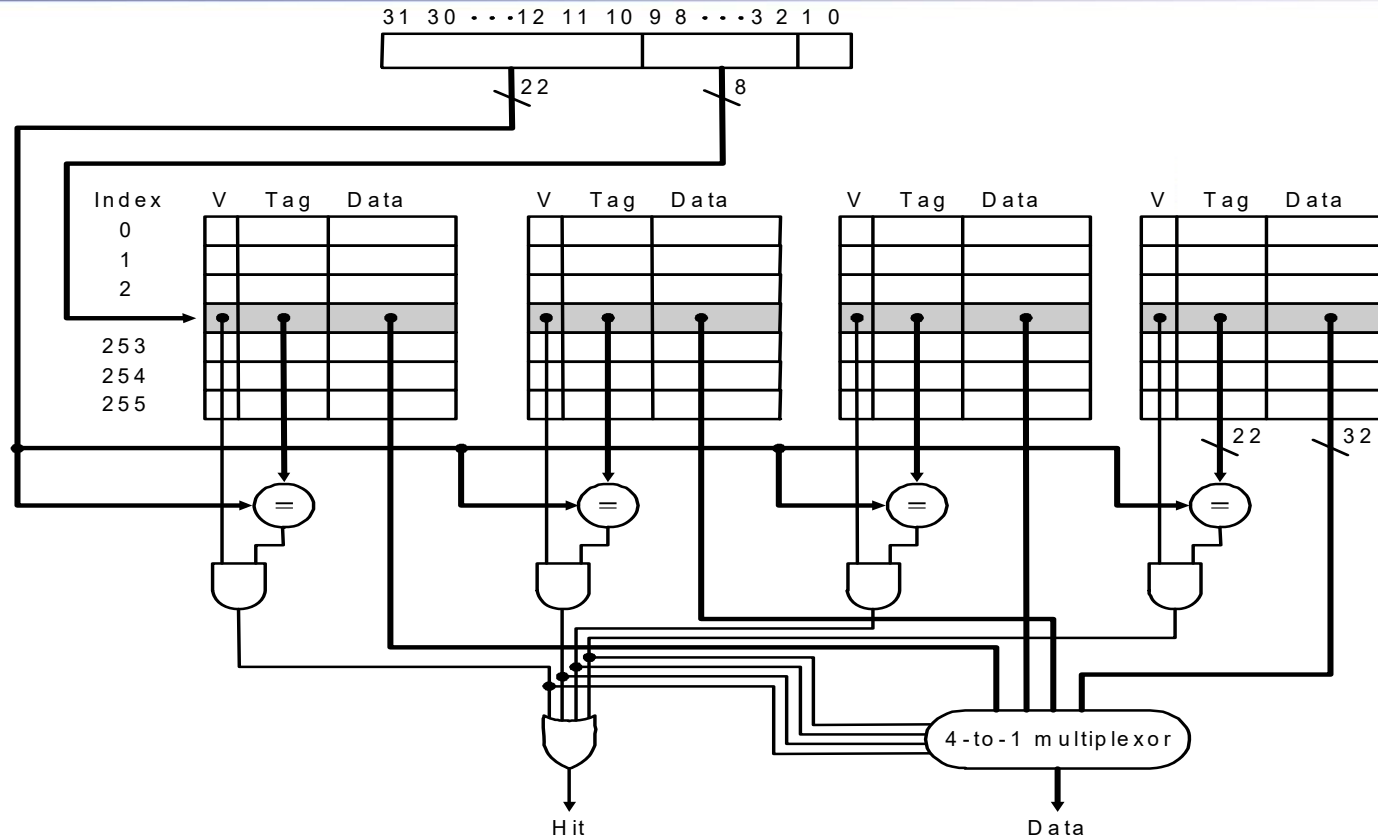 31 30 ···12 11 10 9 8 ···3 2 1 0
22
8
Index V Tag Data V Tag Data V Tag Data V Tag Data
0
1
2
253
254
255
22 32
= = = =
4-to-1 multiplexor
Hit Data